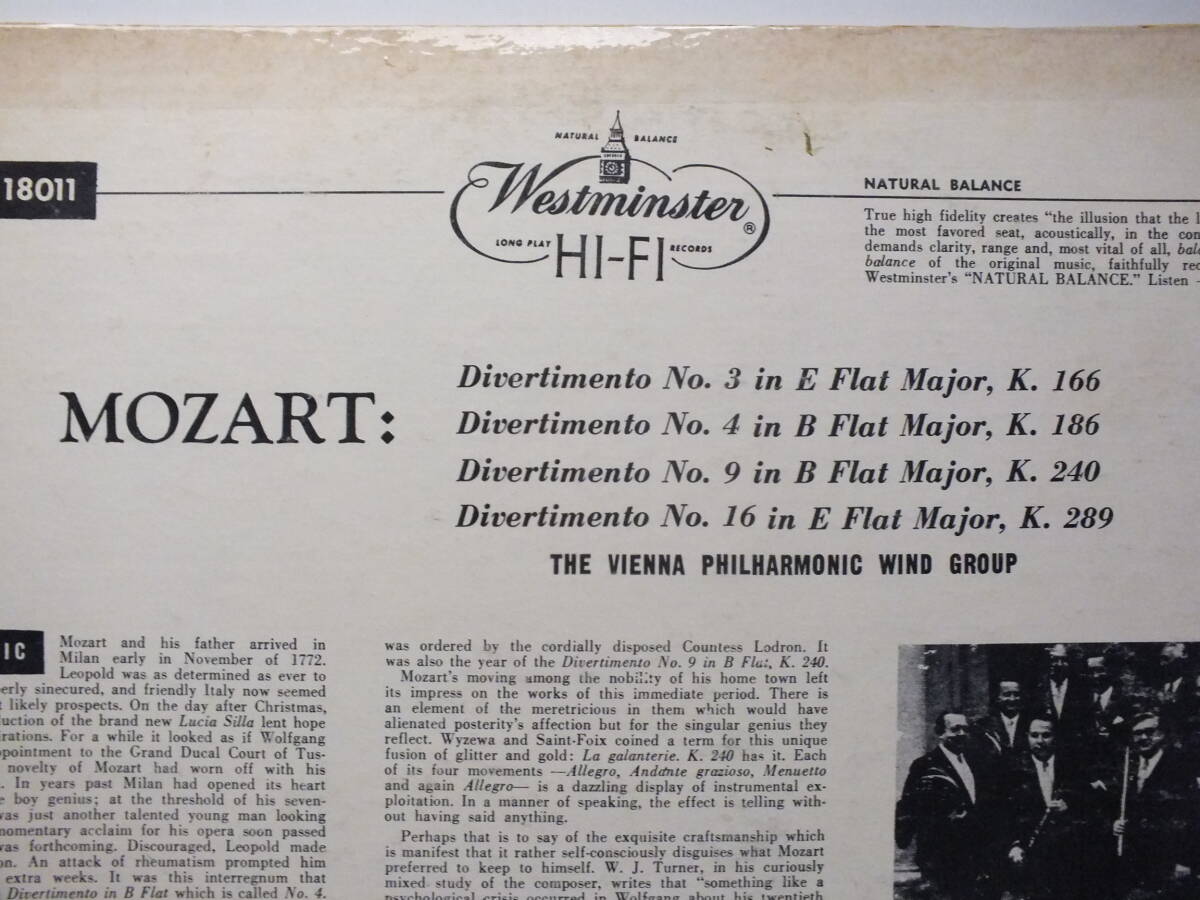 NATURAL BALANCE
18011
Westminster®
LONG PLAY HI-FI RECORDS
NATURAL BALANCE
True high fidelity creates "the illusion that the l
the most favored seat, acoustically, in the con
demands clarity, range and, most vital of all, bala
balance of the original music, faithfully rec
Westminster's "NATURAL BALANCE." Listen -
MOZART:
Divertimento No. 3 in E Flat Major, K. 166
Divertimento No. 4 in B Flat Major, K. 186
Divertimento No. 9 in B Flat Major, K. 240
Divertimento No. 16 in E Flat Major, K. 289
THE VIENNA PHILHARMONIC WIND GROUP
IC
Mozart and his father arrived in
Milan early in November of 1772.
Leopold was as determined as ever to
erly sinecured, and friendly Italy now seemed
t likely prospects. On the day after Christmas,
uction of the brand new Lucia Silla lent hope
irations. For a while it looked as if Wolfgang
ppointment to the Grand Ducal Court of Tus-
novelty of Mozart had worn off with his
. In years past Milan had opened its heart
e boy genius; at the threshold of his seven-
was just another talented young man looking
momentary acclaim for his opera soon passed
was forthcoming. Discouraged, Leopold made
on. An attack of rheumatism prompted him
extra weeks. It was this interregnum that
Divertimento in B Flat which is called No. 4.
was ordered by the cordially disposed Countess Lodron. It
was also the year of the Divertimento No. 9 in B Flat, K. 240.
Mozart's moving among the nobility of his home town left
its impress on the works of this immediate period. There is
an element of the meretricious in them which would have
alienated posterity's affection but for the singular genius they
reflect. Wyzewa and Saint-Foix coined a term for this unique
fusion of glitter and gold: La galanterie. K. 240 has it. Each
of its four movements —Allegro, Andante grazioso, Menuetto
and again Allegro— is a dazzling display of instrumental ex-
ploitation. In a manner of speaking, the effect is telling with-
out having said anything.
Perhaps that is to say of the exquisite craftsmanship which
is manifest that it rather self-consciously disguises what Mozart
preferred to keep to himself. W. J. Turner, in his curiously
mixed study of the composer, writes that "something like a
psychological crisis occurred in Wolfgang about his twentieth